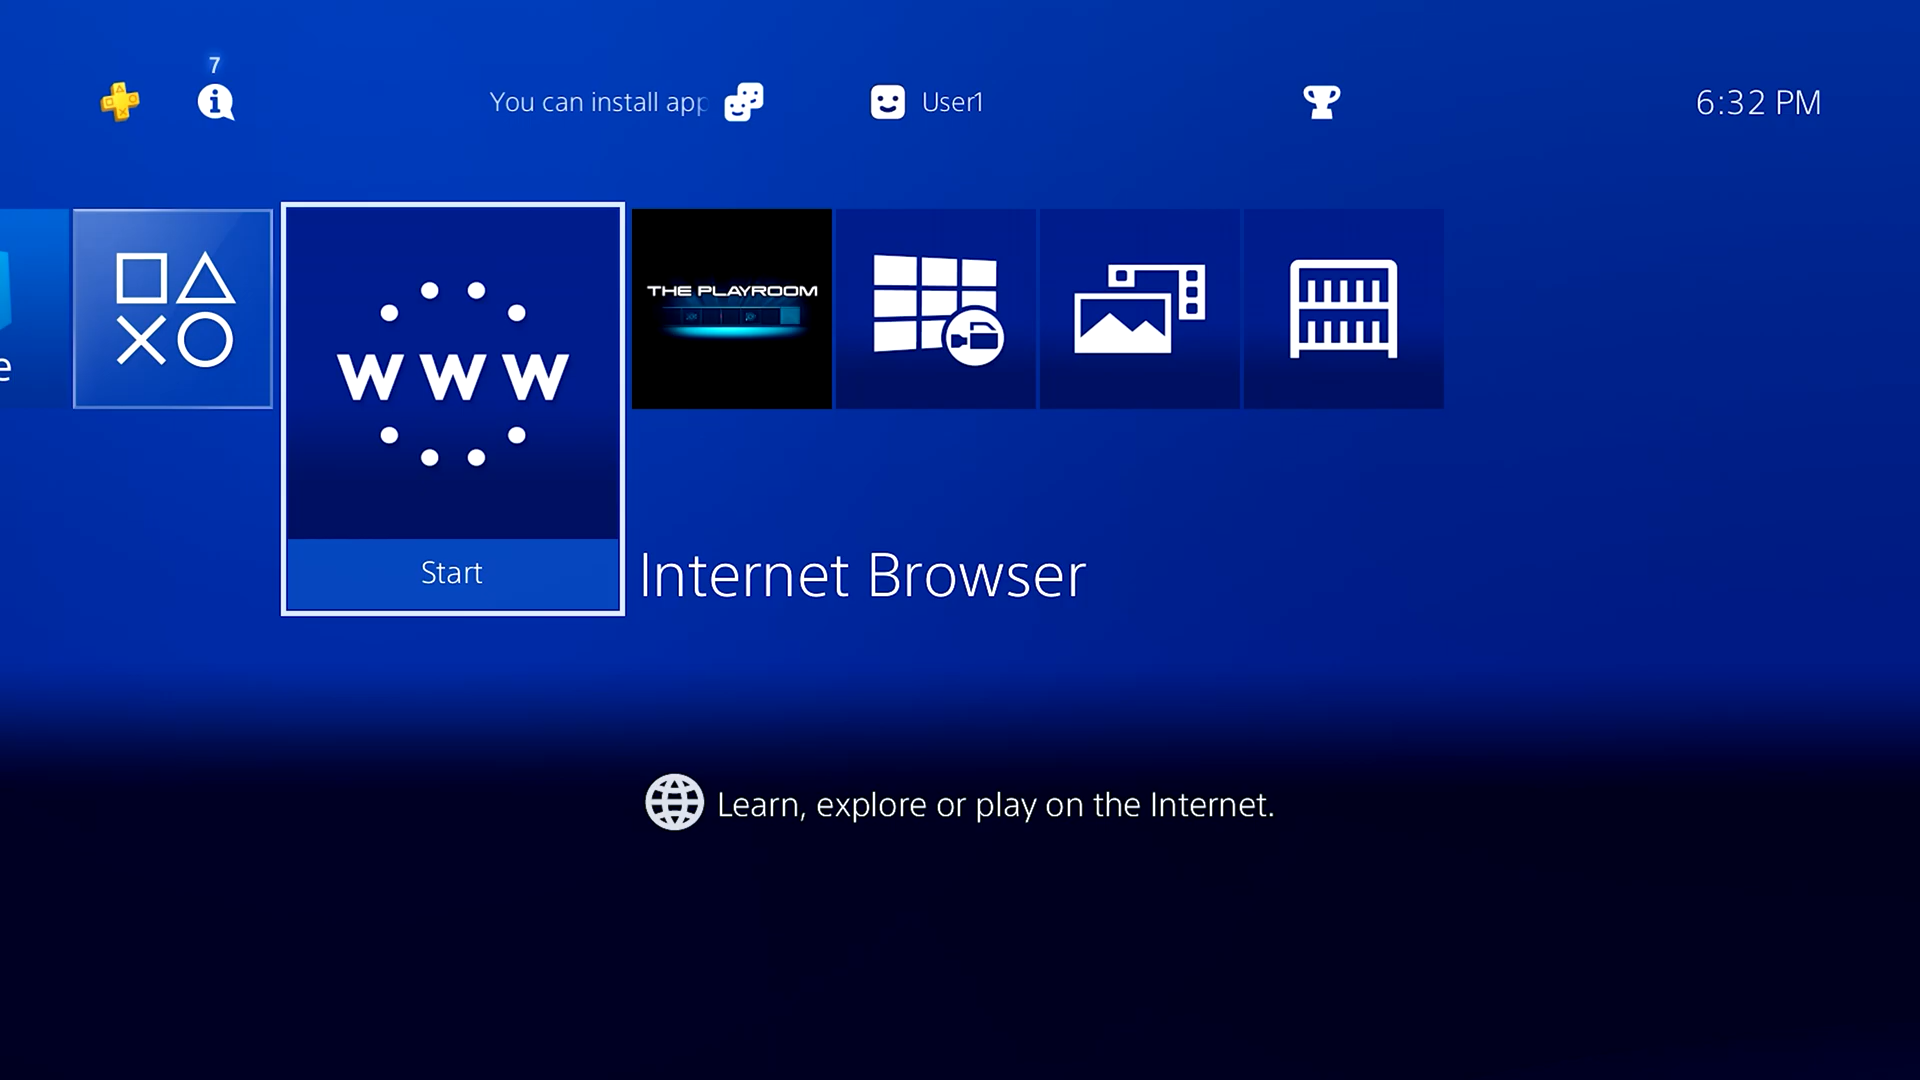 7
You can install app
User1
6:32 PM
e
WWW
THE PLAYROOM
Start
Internet Browser
Learn, explore or play on the Internet.